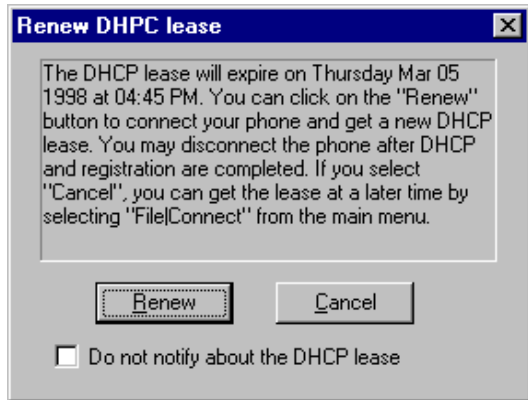 Renew DHPC lease
The DHCP lease will expire on Thursday Mar 05
1998 at 04:45 PM. You can click on the "Renew"
button to connect your phone and get a new DHCP
lease. You may disconnect the phone after DHCP
and registration are completed. If you select
"Cancel", you can get the lease at a later time by
selecting "File|Connect" from the main menu.
Renew
Cancel
Do not notify about the DHCP lease